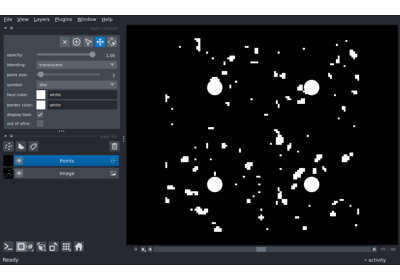 File View Layers Plugins Window Help
opacity: 1.00
blending: translucent
point size:
symbol: disc
face color: white
border color: white
display text:
out of slice:
Points
Image
Ready
activity